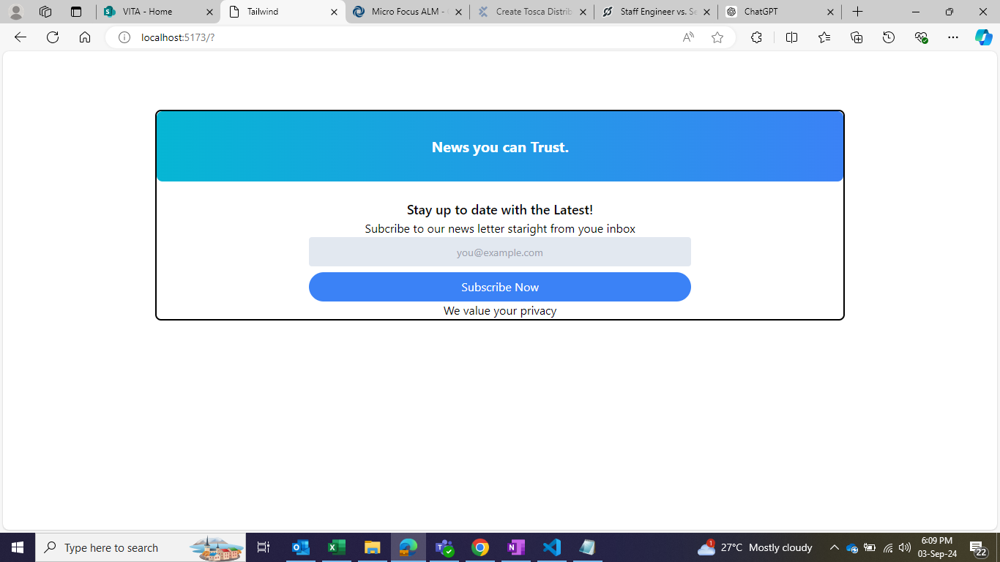 VITA - Home
Tailwind
Micro Focus ALM -
Create Tosca Distrib
Staff Engineer vs. Se
ChatGPT
localhost:5173/?
News you can Trust.
Stay up to date with the Latest!
Subcribe to our news letter staright from youe inbox
you@example.com
Subscribe Now
We value your privacy
Type here to search
1
27°C Mostly cloudy
6:09 PM
03-Sep-24
22